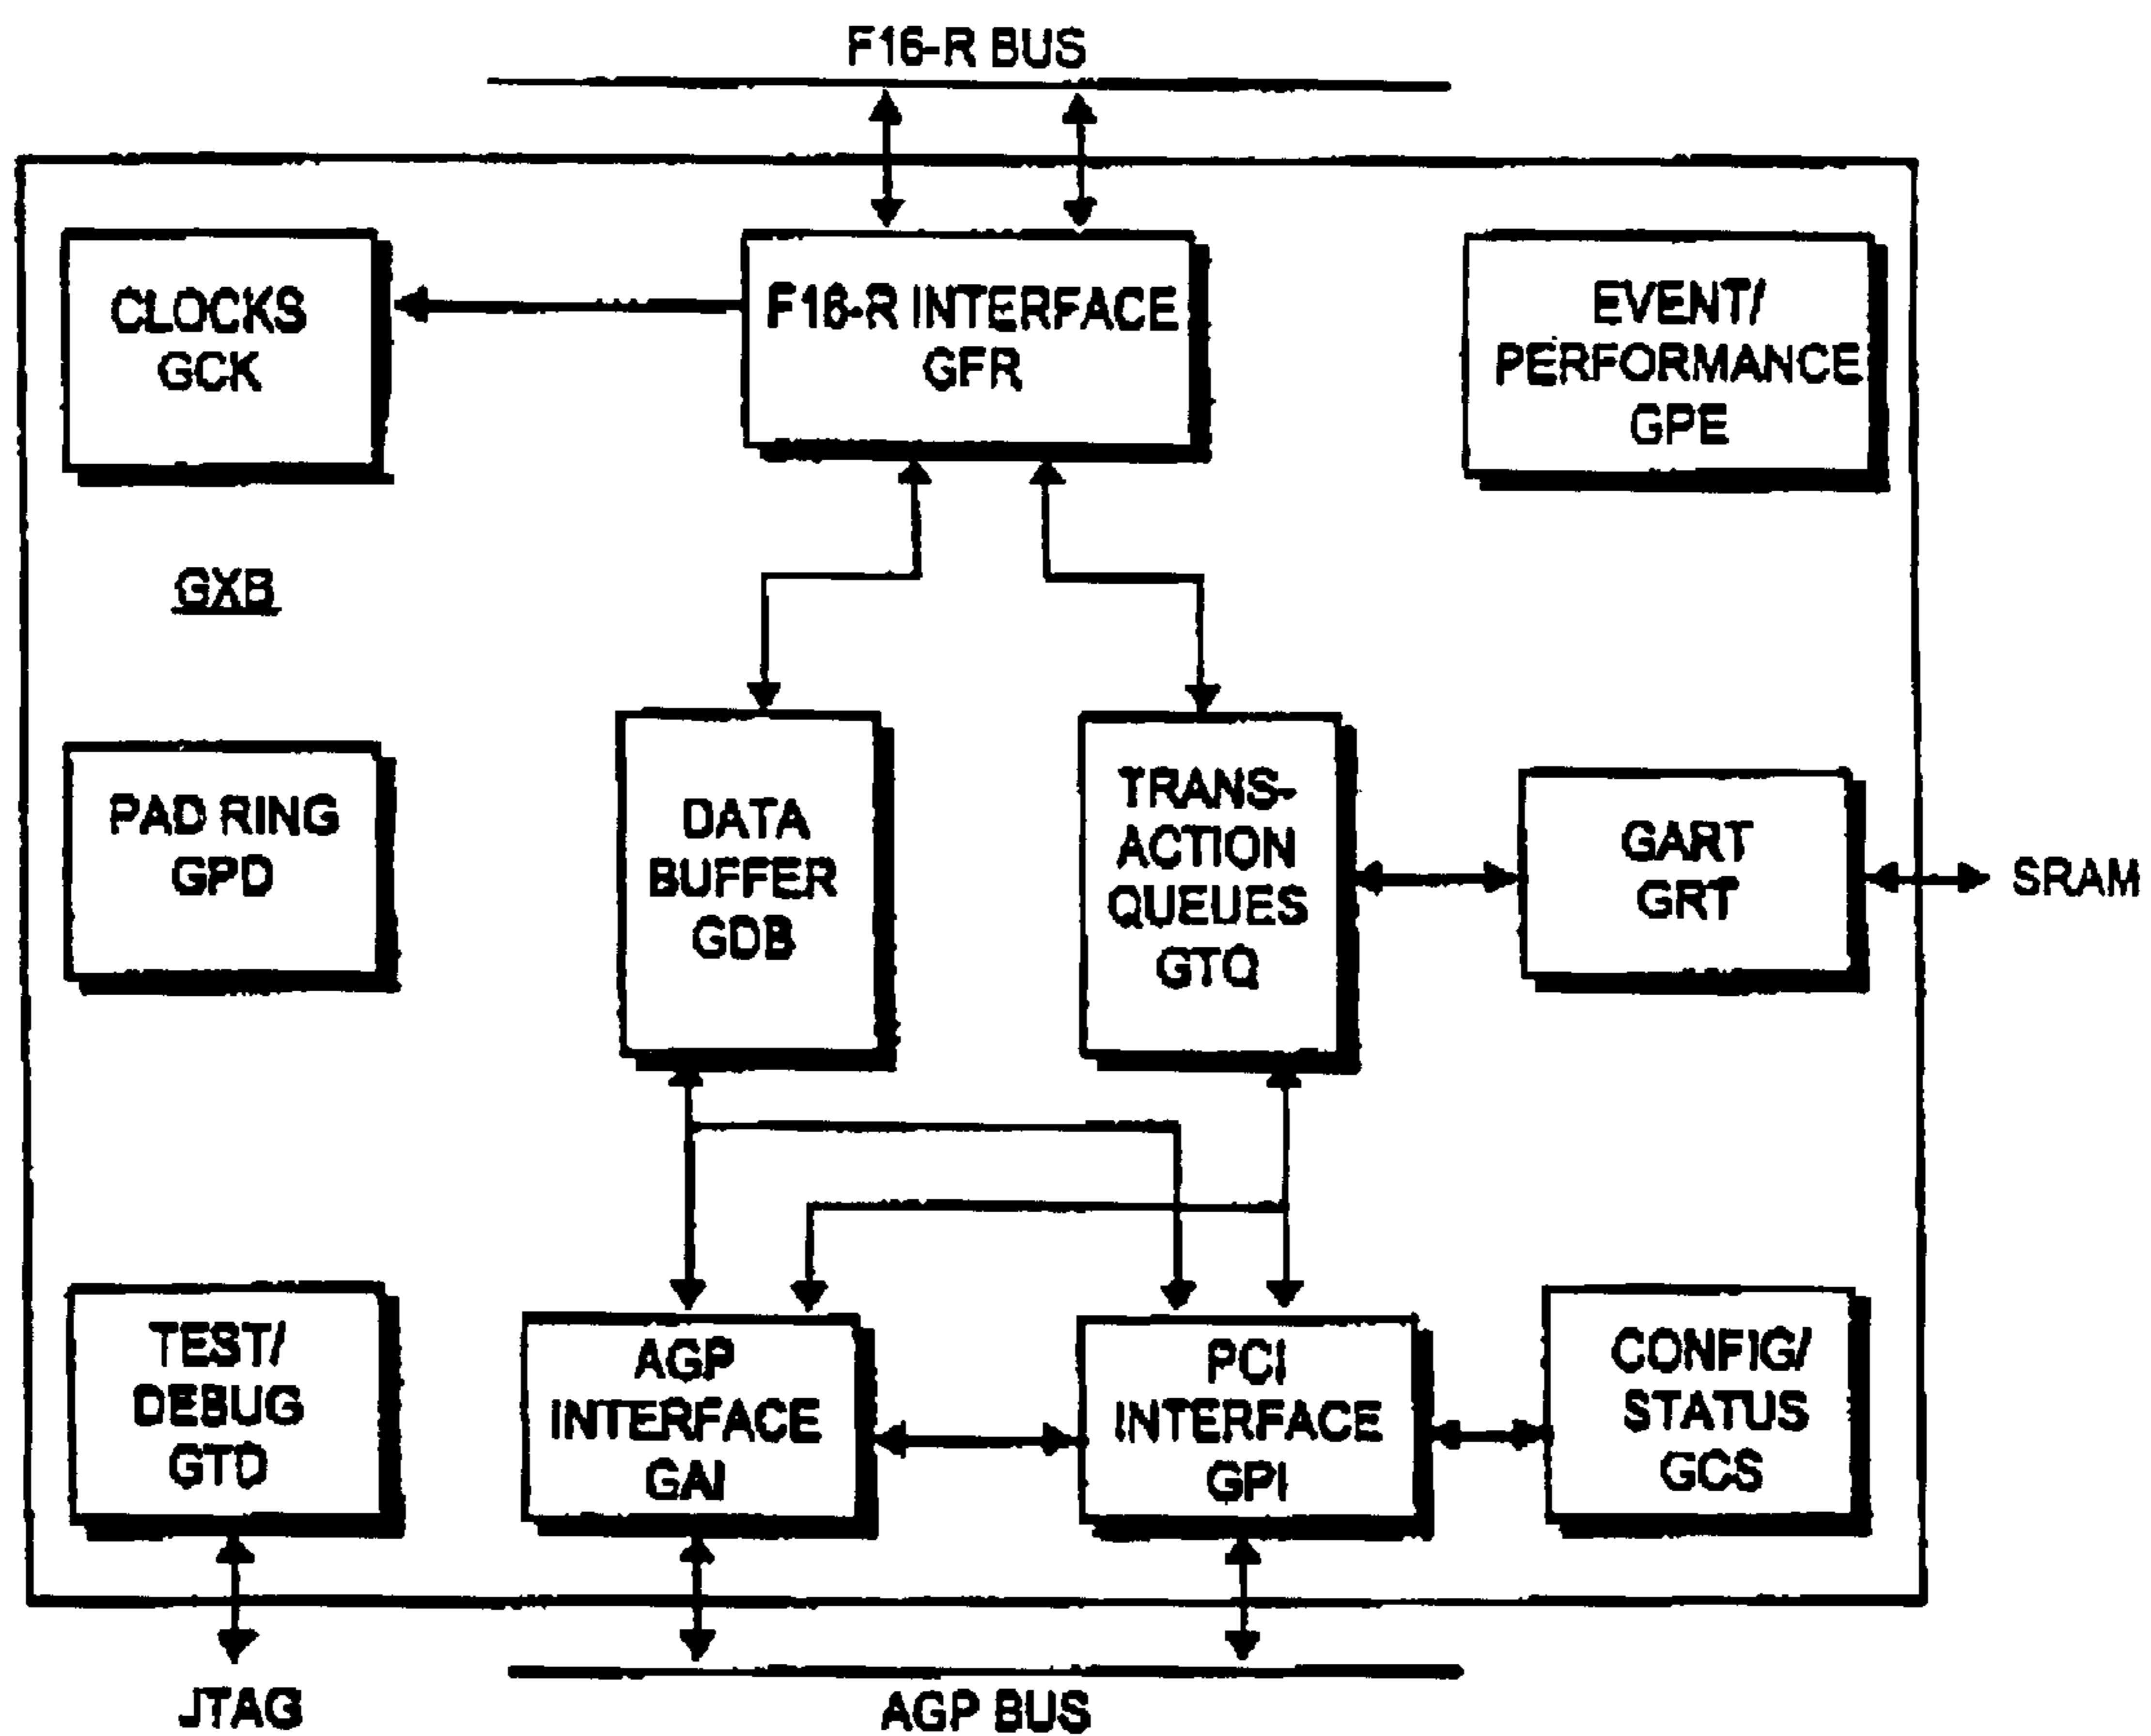 F16-R BUS
CLOCKS
GCK
F16-R INTERFACE
GFR
EVENT/
PERFORMANCE
GPE
GXB
PAD RING
GPD
DATA
BUFFER
GDB
TRANS-
ACTION
QUEUES
GTQ
GART
GRT
SRAM
TEST/
DEBUG
GTD
AGP
INTERFACE
GAI
PCI
INTERFACE
GPI
CONFIG/
STATUS
GCS
JTAG
AGP BUS